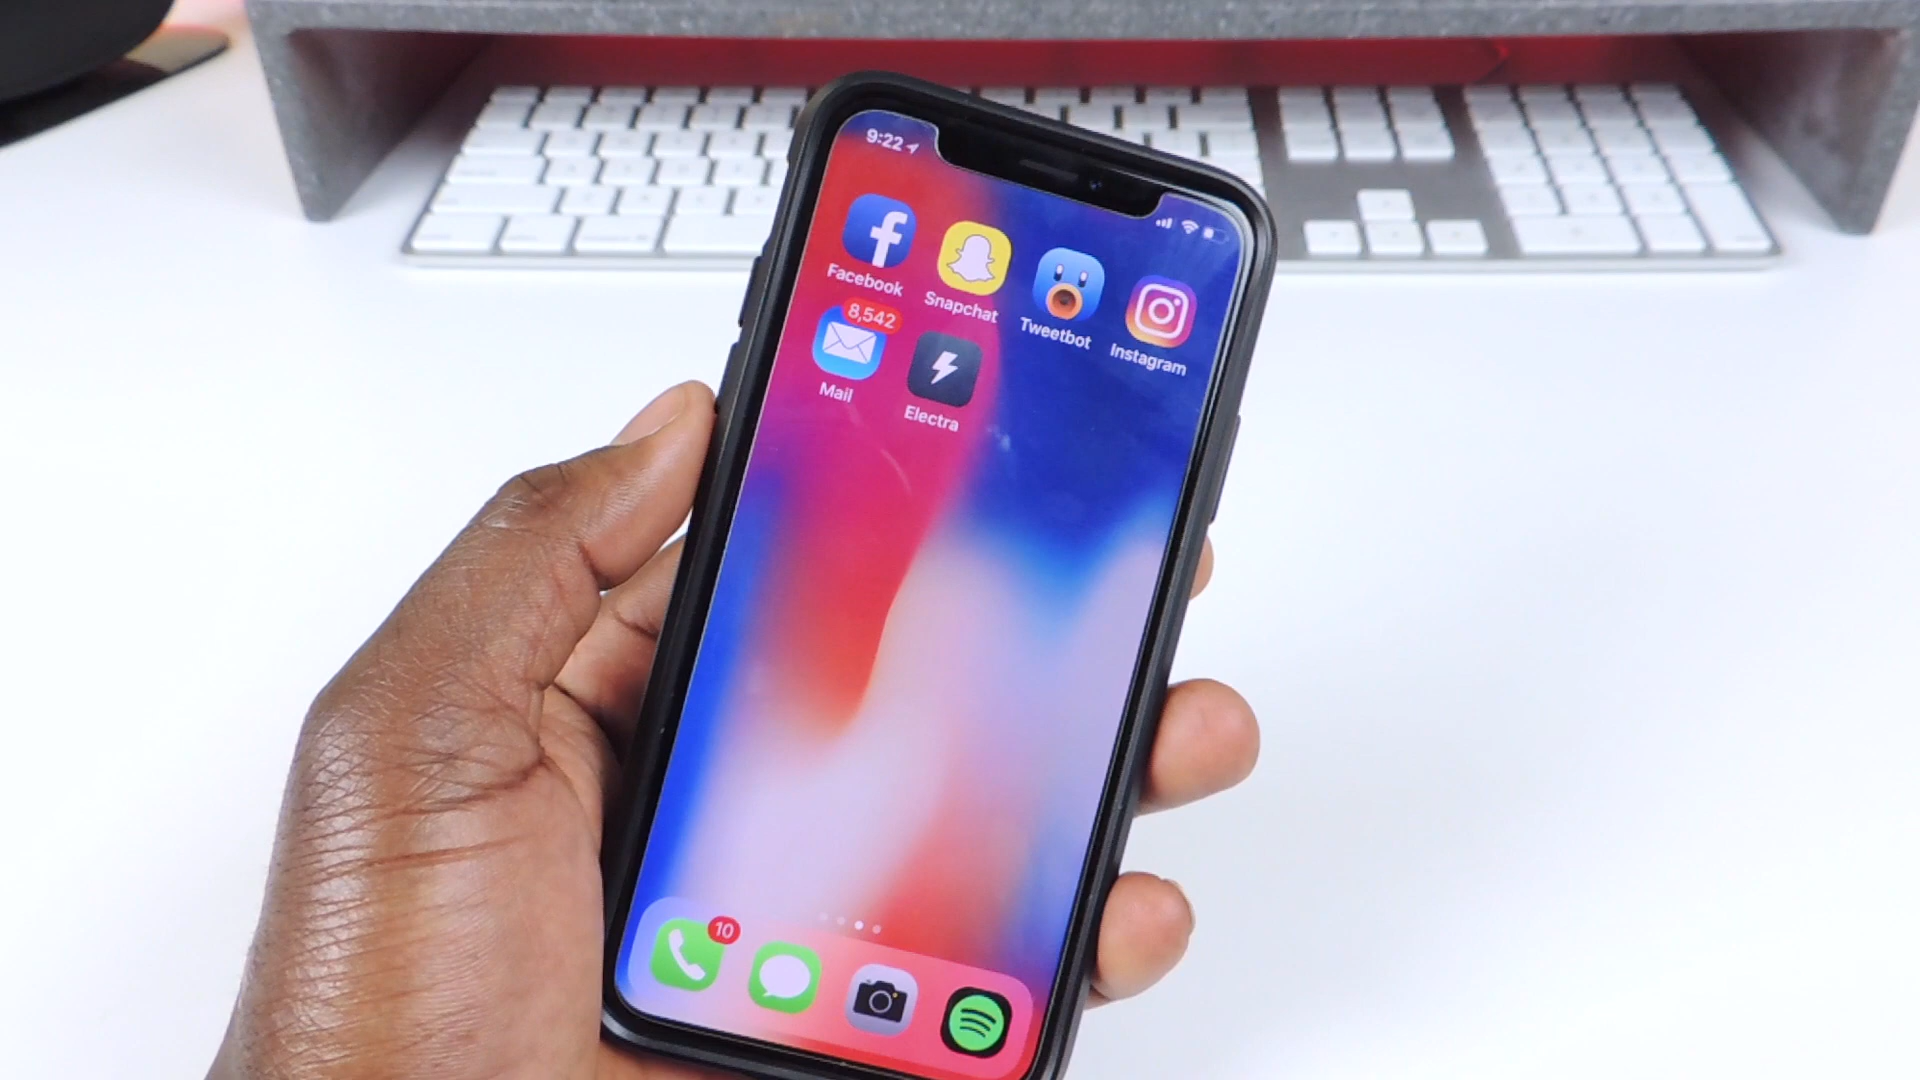 9:22
Facebook
Snapchat
Tweetbot
Instagram
8,542
Mail
Electra
10